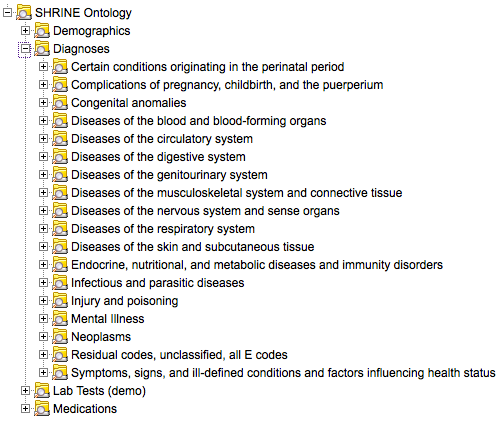 SHRINE Ontology
Demographics
Diagnoses
Certain conditions originating in the perinatal period
Complications of pregnancy, childbirth, and the puerperium
Congenital anomalies
Diseases of the blood and blood-forming organs
Diseases of the circulatory system
Diseases of the digestive system
Diseases of the genitourinary system
Diseases of the musculoskeletal system and connective tissue
Diseases of the nervous system and sense organs
Diseases of the respiratory system
Diseases of the skin and subcutaneous tissue
Endocrine, nutritional, and metabolic diseases and immunity disorders
Infectious and parasitic diseases
Injury and poisoning
Mental Illness
Neoplasms
Residual codes, unclassified, all E codes
Symptoms, signs, and ill-defined conditions and factors influencing health status
Lab Tests (demo)
Medications